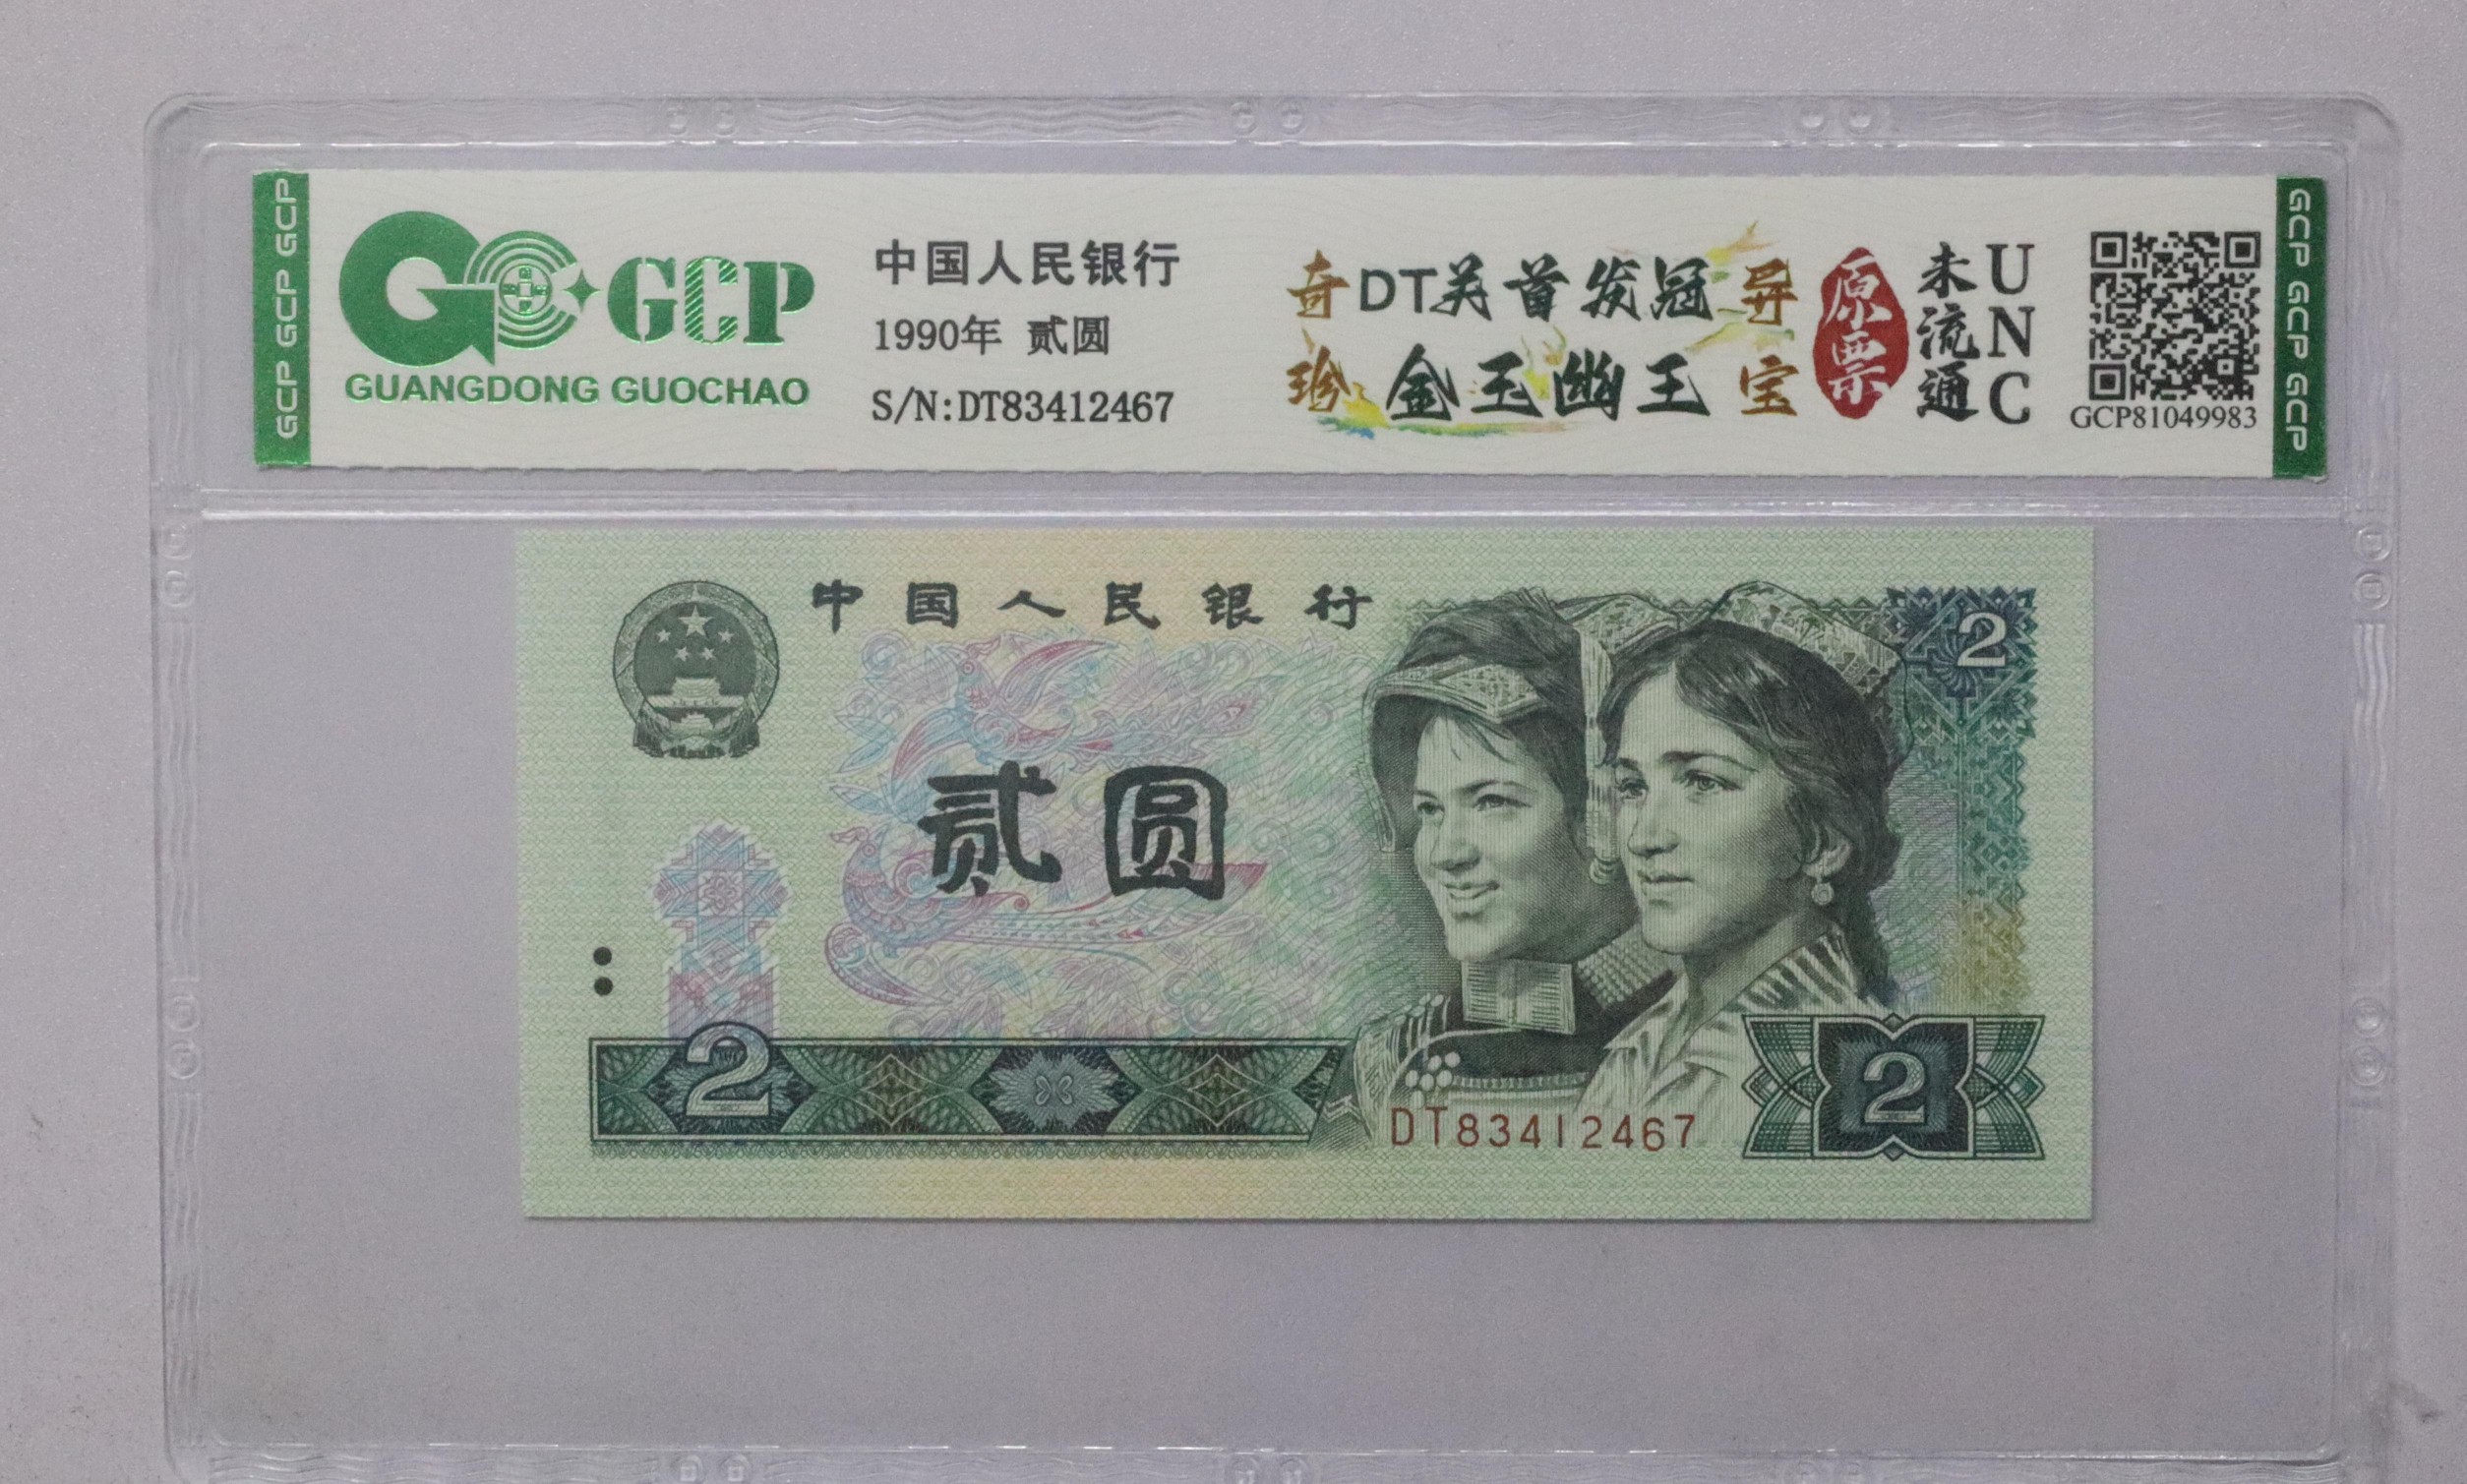 GCP GCP GCP
GCP
GUANGDONG GUOCHAO
中国人民银行
1990年 贰圆
S/N:DT83412467
奇DT关首发冠异
珍金玉幽王宝
原票
未流通
UNC
GCP81049983
GCP GCP GCP
中国人民银行
2
贰圆
2
DT83412467
2